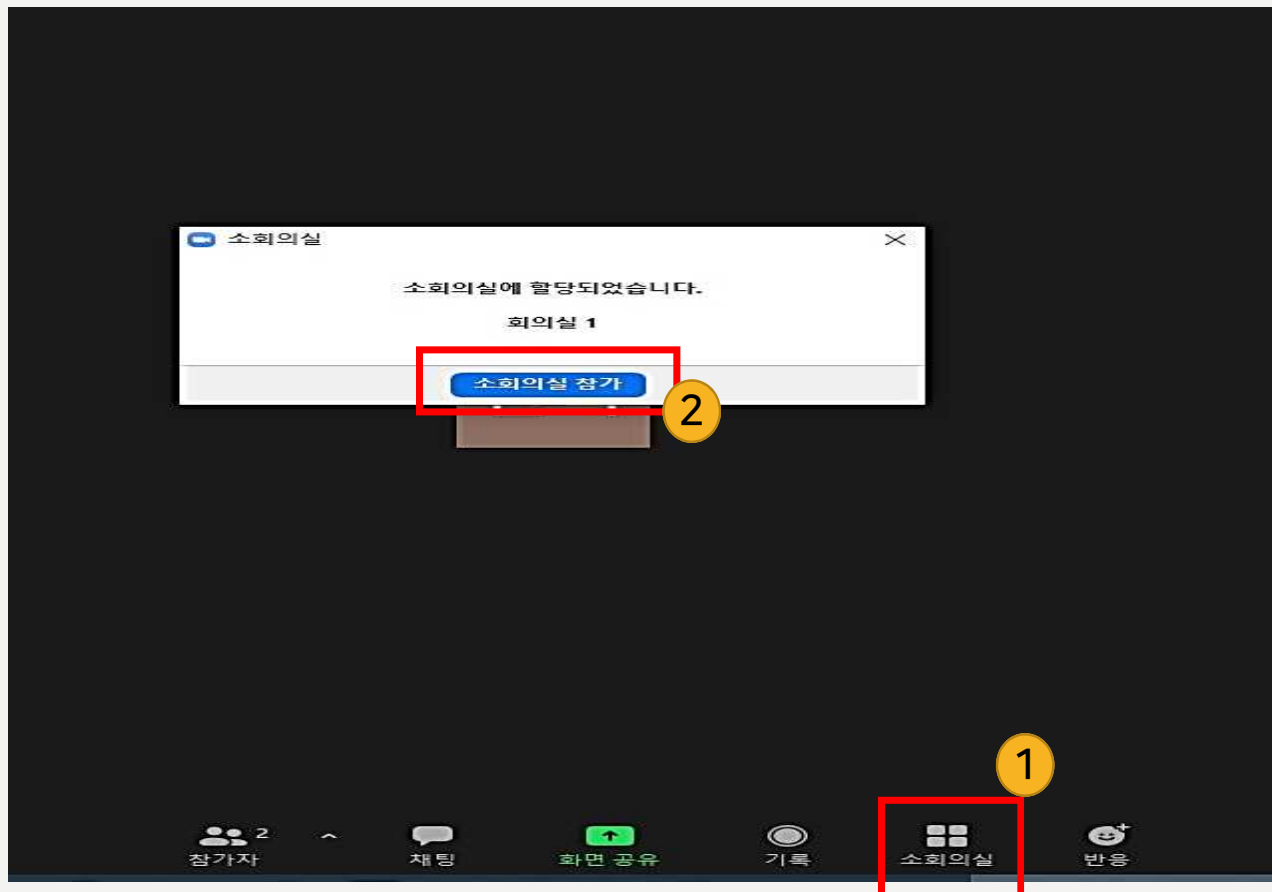 소회의실
소회의실에 할당되었습니다.
회의실 1
소회의실 참가
2
1
2
참가자
채팅
화면 공유
기록
소회의실
반응